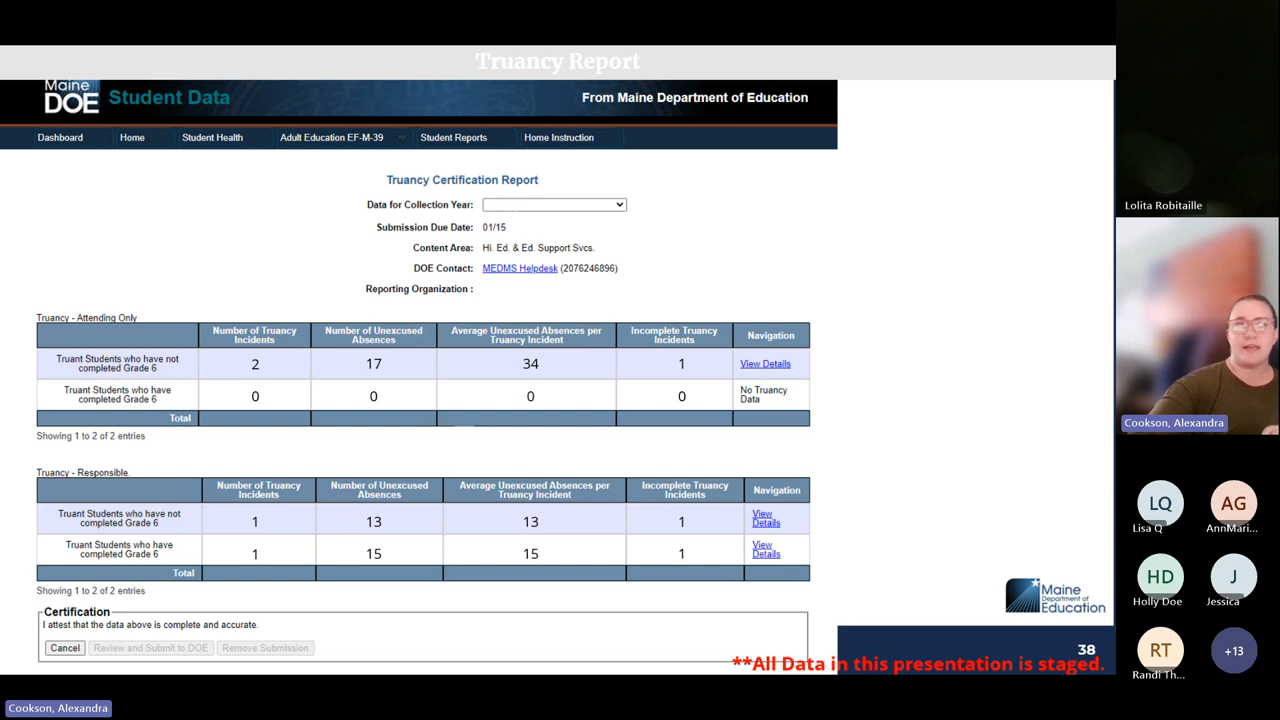 Truancy Report
Maine DOE Student Data
From Maine Department of Education
Dashboard Home Student Health Adult Education EF-M-39 Student Reports Home Instruction
Truancy Certification Report
Data for Collection Year:
Submission Due Date: 01/15
Content Area: Hi. Ed. & Ed. Support Svcs.
DOE Contact: MEDMS Helpdesk (2076246896)
Reporting Organization :
Truancy - Attending Only
Number of Truancy Incidents Number of Unexcused Absences Average Unexcused Absences per Truancy Incident Incomplete Truancy Incidents Navigation
Truant Students who have not completed Grade 6 2 17 34 1 View Details
Truant Students who have completed Grade 6 0 0 0 0 No Truancy Data
Total
Showing 1 to 2 of 2 entries
Truancy - Responsible
Number of Truancy Incidents Number of Unexcused Absences Average Unexcused Absences per Truancy Incident Incomplete Truancy Incidents Navigation
Truant Students who have not completed Grade 6 1 13 13 1 View Details
Truant Students who have completed Grade 6 1 15 15 1 View Details
Total
Showing 1 to 2 of 2 entries
Certification
I attest that the data above is complete and accurate.
Cancel Review and Submit to DOE Remove Submission
Maine Department of Education
38
**All Data in this presentation is staged.
Lolita Robitaille
Cookson, Alexandra
LQ AG
Lisa Q AnnMari...
HD J
Holly Doe Jessica
RT +13
Randi Th...
Cookson, Alexandra